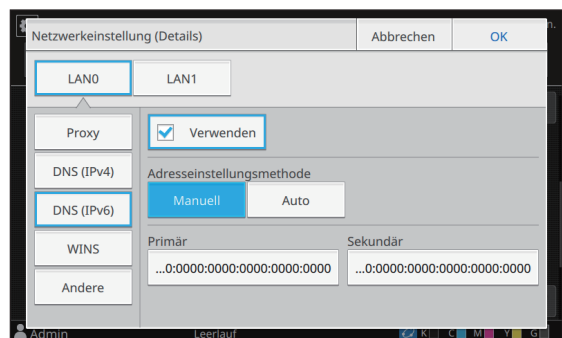 Netzwerkeinstellung (Details)
Abbrechen
OK
LAN0
LAN1
Proxy
DNS (IPv4)
DNS (IPv6)
WINS
Andere
Verwenden
Adresseinstellungsmethode
Manuell
Auto
Primär
Sekundär
...0:0000:0000:0000:0000:0000
...0:0000:0000:0000:0000:0000
Admin
Leerlauf
K
C
M
Y
G